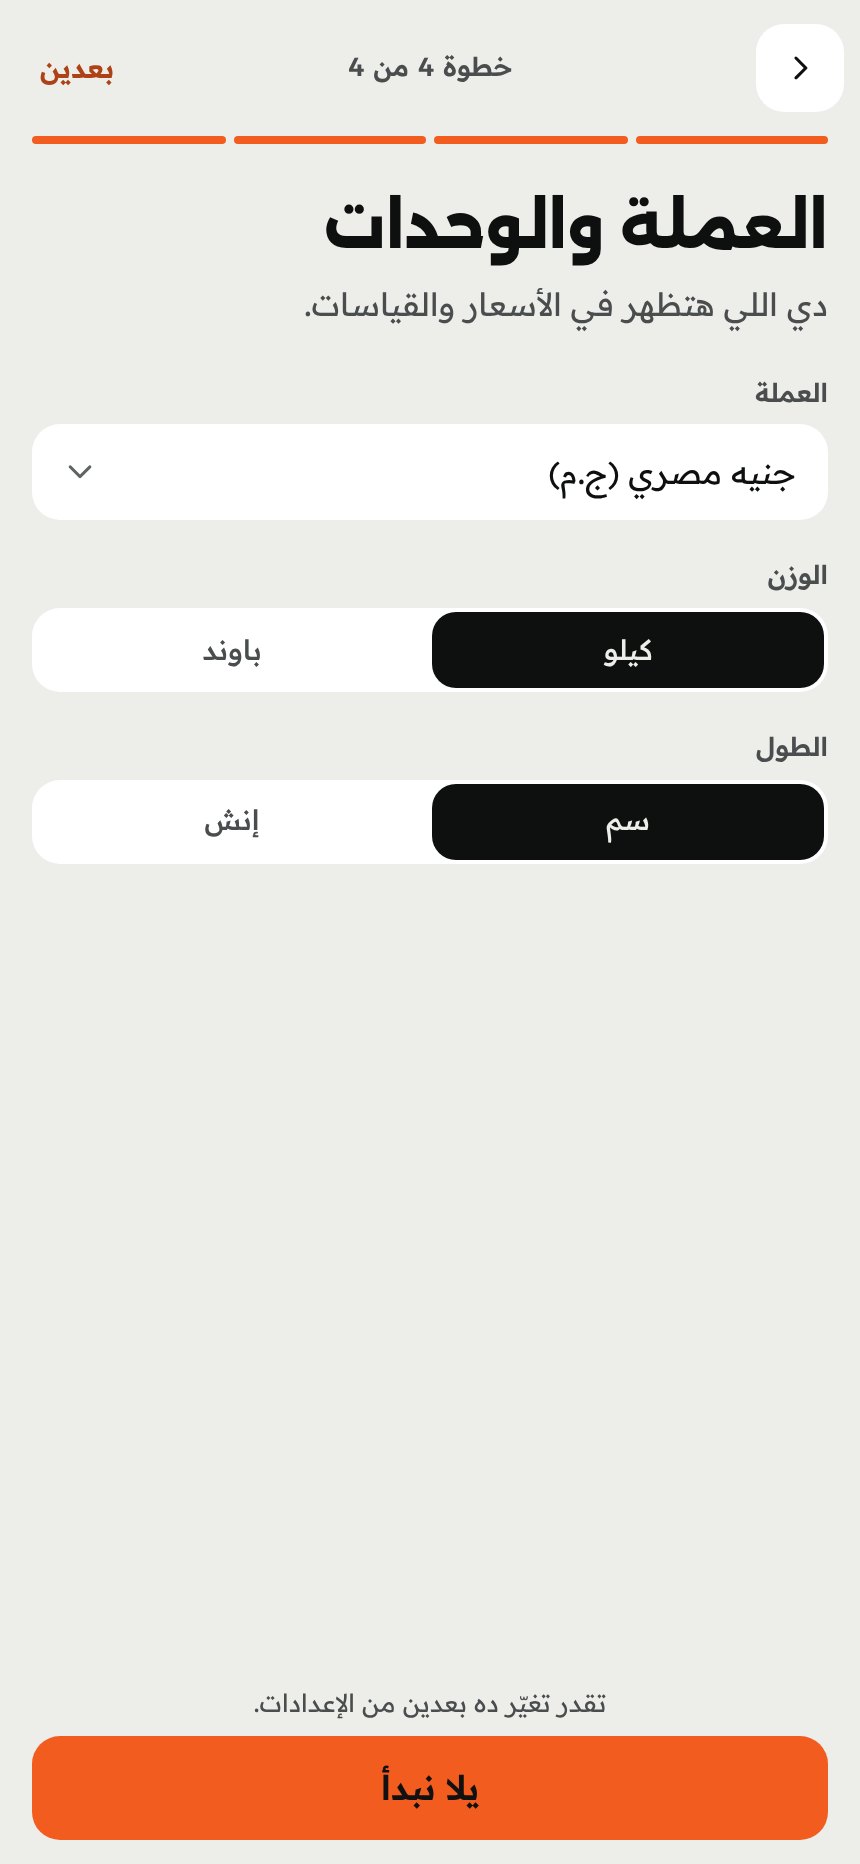 خطوة 4 من 4
بعدين
العملة والوحدات
دي اللي هتظهر في الأسعار والقياسات.
العملة
جنيه مصري (ج.م)
الوزن
كيلو
باوند
الطول
سم
إنش
تقدر تغيّر ده بعدين من الإعدادات.
يلا نبدأ